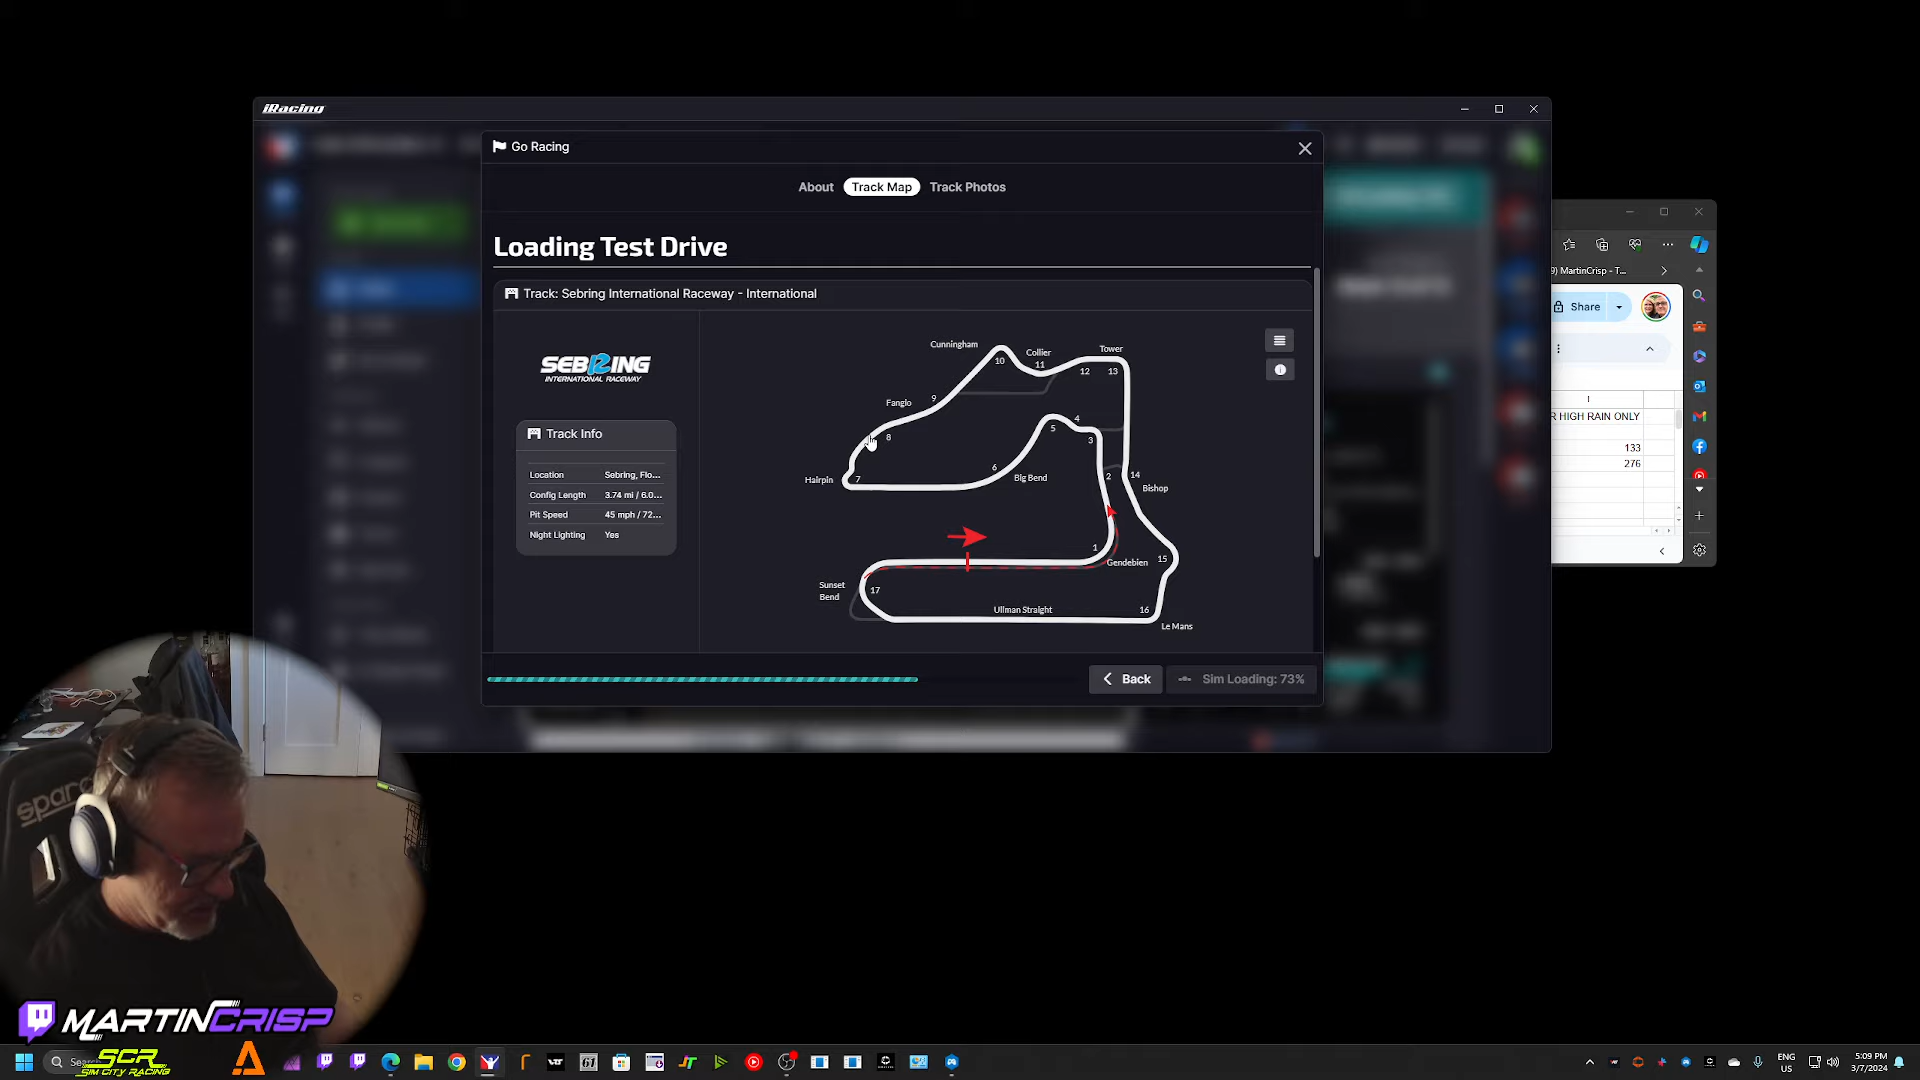 iRacing
Go Racing
About
Track Map
Track Photos
Loading Test Drive
Track: Sebring International Raceway - International
SEBRING
INTERNATIONAL RACEWAY
Track Info
Location Sebring, Flo...
Config Length 3.74 mi / 6.0...
Pit Speed 45 mph / 72...
Night Lighting Yes
Cunningham
10
Collier
11
Tower
12
13
Fangio
9
8
4
5
3
Hairpin
7
6
Big Bend
2
14
Bishop
1
Gendebien
15
Sunset
Bend
17
Ullman Straight
16
Le Mans
Back
Sim Loading: 73%
9) MartinCrisp - T...
Share
I
R HIGH RAIN ONLY
133
276
sparc
MARTINCRISP
SCR
SIM CITY RACING
61
ENG
US
5:09 PM
3/7/2024